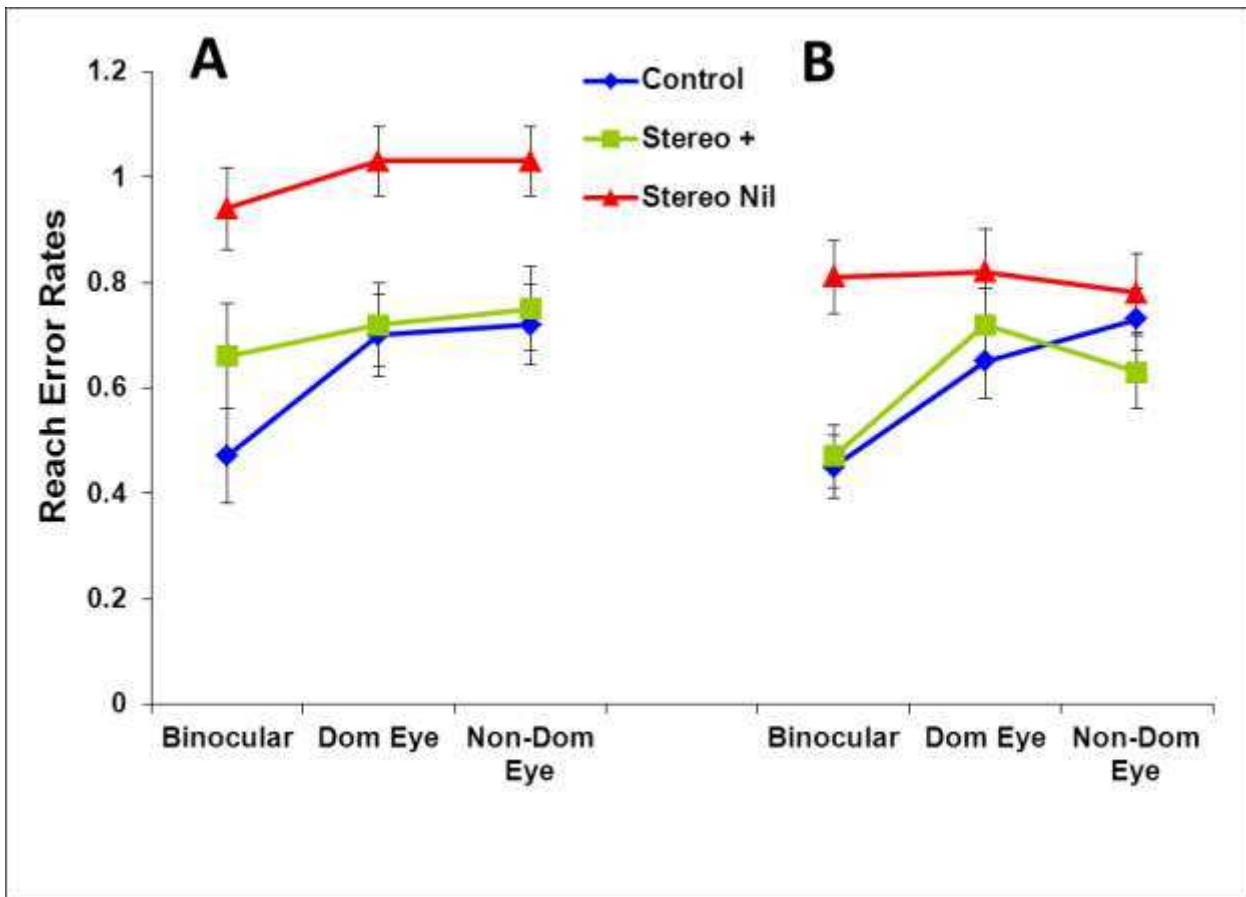 A
B
Control
Stereo +
Stereo Nil
Reach Error Rates
1.2
1
0.8
0.6
0.4
0.2
0
Binocular
Dom Eye
Non-Dom
Eye
Binocular
Dom Eye
Non-Dom
Eye